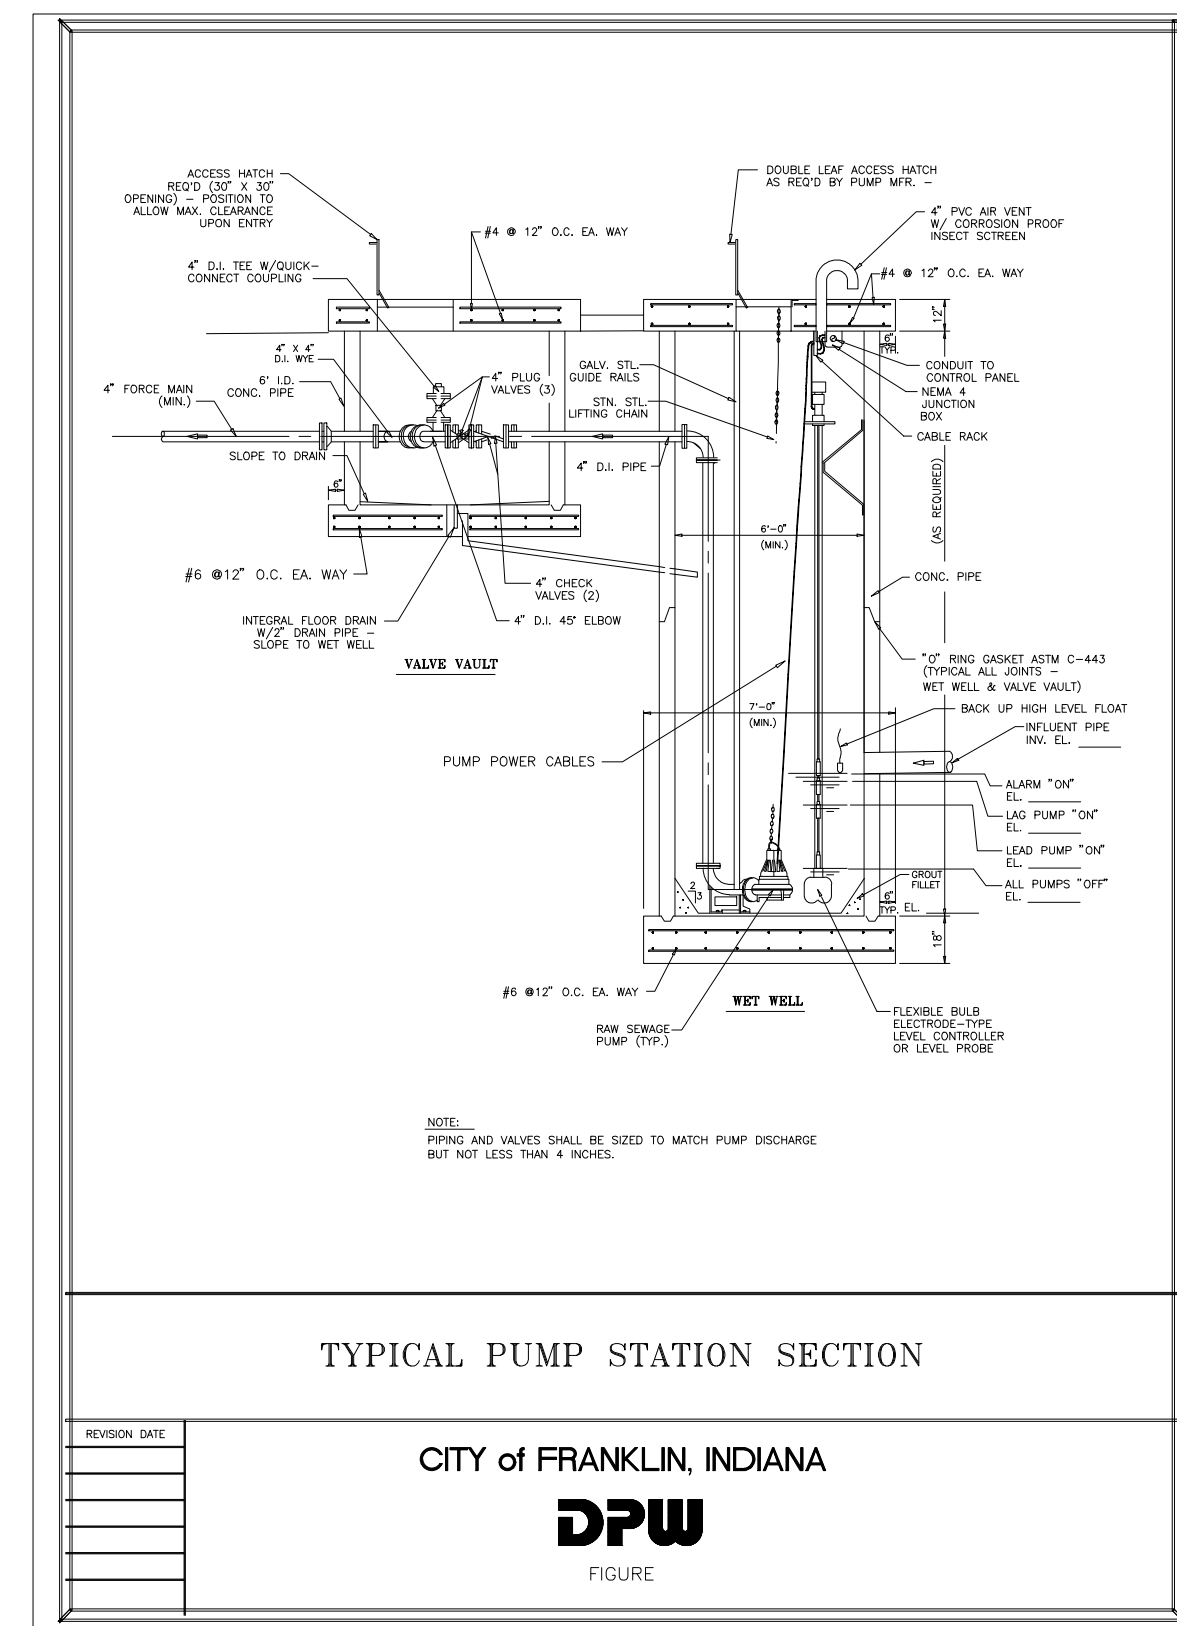 ACCESS HATCH
REQ'D (30" X 30"
OPENING) – POSITION TO
ALLOW MAX. CLEARANCE
UPON ENTRY
DOUBLE LEAF ACCESS HATCH
AS REQ'D BY PUMP MFR. –
4" PVC AIR VENT
W/ CORROSION PROOF
INSECT SCTREEN
#4 @ 12" O.C. EA. WAY
4" D.I. TEE W/QUICK–
CONNECT COUPLING
#4 @ 12" O.C. EA. WAY
12"
6"
TYH.
4" X 4"
D.I. WYE
6' I.D.
CONC. PIPE
4" FORCE MAIN
(MIN.)
4" PLUG
VALVES (3)
GALV. STL.
GUIDE RAILS
STN. STL.
LIFTING CHAIN
CONDUIT TO
CONTROL PANEL
NEMA 4
JUNCTION
BOX
CABLE RACK
SLOPE TO DRAIN
4" D.I. PIPE
6"
(AS REQUIRED)
6'-0"
(MIN.)
#6 @12" O.C. EA. WAY
4" CHECK
VALVES (2)
CONC. PIPE
INTEGRAL FLOOR DRAIN
W/2" DRAIN PIPE –
SLOPE TO WET WELL
4" D.I. 45° ELBOW
VALVE VAULT
"O" RING GASKET ASTM C-443
(TYPICAL ALL JOINTS –
WET WELL & VALVE VAULT)
7'-0"
(MIN.)
BACK UP HIGH LEVEL FLOAT
INFLUENT PIPE
INV. EL.
PUMP POWER CABLES
ALARM "ON"
EL.
LAG PUMP "ON"
EL.
LEAD PUMP "ON"
EL.
ALL PUMPS "OFF"
EL.
GROUT
FILLET
2
3
6"
TYP. EL.
18"
#6 @12" O.C. EA. WAY
WET WELL
RAW SEWAGE
PUMP (TYP.)
FLEXIBLE BULB
ELECTRODE–TYPE
LEVEL CONTROLLER
OR LEVEL PROBE
NOTE:
PIPING AND VALVES SHALL BE SIZED TO MATCH PUMP DISCHARGE
BUT NOT LESS THAN 4 INCHES.
TYPICAL PUMP STATION SECTION
REVISION DATE
CITY of FRANKLIN, INDIANA
DPW
FIGURE